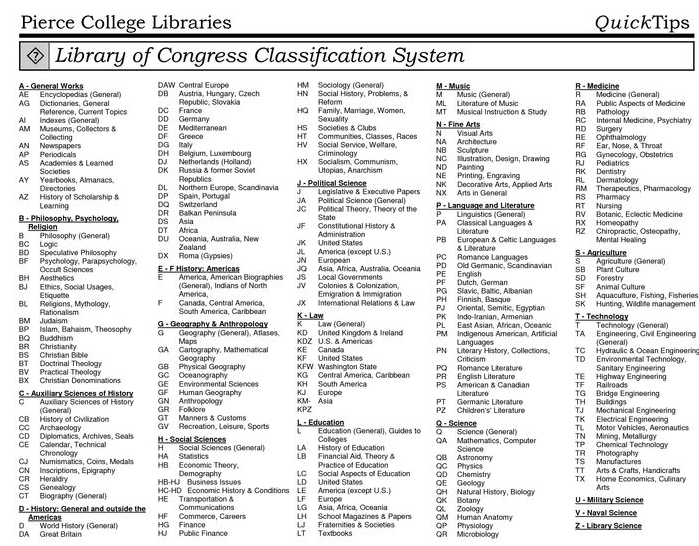 Pierce College Libraries
QuickTips
Library of Congress Classification System
A - General Works
AE Encyclopedias (General)
AG Dictionaries, General
Reference, Current Topics
AI Indexes (General)
AM Museums, Collectors &
Collecting
AN Newspapers
AP Periodicals
AS Academies & Learned
Societies
AY Yearbooks, Almanacs,
Directories
AZ History of Scholarship &
Learning
B - Philosophy, Psychology,
Religion
B Philosophy (General)
BC Logic
BD Speculative Philosophy
BF Psychology, Parapsychology,
Occult Sciences
BH Aesthetics
BJ Ethics, Social Usages,
Etiquette
BL Religions, Mythology,
Rationalism
BM Judaism
BP Islam, Bahaism, Theosophy
BQ Buddhism
BR Christianity
BS Christian Bible
BT Doctrinal Theology
BV Practical Theology
BX Christian Denominations
C - Auxiliary Sciences of History
C Auxiliary Sciences of History
(General)
CB History of Civilization
CC Archaeology
CD Diplomatics, Archives, Seals
CE Calendar, Technical
Chronology
CJ Numismatics, Coins, Medals
CN Inscriptions, Epigraphy
CR Heraldry
CS Genealogy
CT Biography (General)
D - History: General and outside the
Americas
D World History (General)
DA Great Britain
DAW Central Europe
DB Austria, Hungary, Czech
Republic, Slovakia
DC France
DD Germany
DE Mediterranean
DF Greece
DG Italy
DH Belgium, Luxembourg
DJ Netherlands (Holland)
DK Russia & former Soviet
Republics
DL Northern Europe, Scandinavia
DP Spain, Portugal
DQ Switzerland
DR Balkan Peninsula
DS Asia
DT Africa
DU Oceania, Australia, New
Zealand
DX Roma (Gypsies)
E - F History: Americas
E America, American Biographies
(General), Indians of North
America,
F Canada, Central America,
South America, Caribbean
G - Geography & Anthropology
G Geography (General), Atlases,
Maps
GA Cartography, Mathematical
Geography
GB Physical Geography
GC Oceanography
GE Environmental Sciences
GF Human Geography
GN Anthropology
GR Folklore
GT Manners & Customs
GV Recreation, Leisure, Sports
H - Social Sciences
H Social Sciences (General)
HA Statistics
HB Economic Theory,
Demography
HB-HJ Business Issues
HC-HD Economic History & Conditions
HE Transportation &
Communications
HF Commerce, Careers
HG Finance
HJ Public Finance
HM Sociology (General)
HN Social History, Problems, &
Reform
HQ Family, Marriage, Women,
Sexuality
HS Societies & Clubs
HT Communities, Classes, Races
HV Social Service, Welfare,
Criminology
HX Socialism, Communism,
Utopias, Anarchism
J - Political Science
J Legislative & Executive Papers
JA Political Science (General)
JC Political Theory, Theory of the
State
JF Constitutional History &
Administration
JK United States
JL America (except U.S.)
JN European
JQ Asia, Africa, Australia, Oceania
JS Local Governments
JV Colonies & Colonization,
Emigration & Immigration
JX International Relations & Law
K - Law
K Law (General)
KD United Kingdom & Ireland
KDZ U.S. & Americas
KE Canada
KF United States
KFW Washington State
KG Central America, Caribbean
KH South America
KJ Europe
KM- Asia
KPZ
L - Education
L Education (General), Guides to
Colleges
LA History of Education
LB Financial Aid, Theory &
Practice of Education
LC Social Aspects of Education
LD United States
LE America (except U.S.)
LF Europe
LG Asia, Africa, Oceania
LH School Magazines & Papers
LJ Fraternities & Societies
LT Textbooks
M - Music
M Music (General)
ML Literature of Music
MT Musical Instruction & Study
N - Fine Arts
N Visual Arts
NA Architecture
NB Sculpture
NC Illustration, Design, Drawing
ND Painting
NE Printing, Engraving
NK Decorative Arts, Applied Arts
NX Arts in General
P - Language and Literature
P Linguistics (General)
PA Classical Languages &
Literature
PB European & Celtic Languages
& Literature
PC Romance Languages
PD Old Germanic, Scandinavian
PE English
PF Dutch, German
PG Slavic, Baltic, Albanian
PH Finnish, Basque
PJ Oriental, Semitic, Egyptian
PK Indo-Iranian, Armenian
PL East Asian, African, Oceanic
PM Indigenous American, Artificial
Languages
PN Literary History, Collections,
Criticism
PQ Romance Literature
PR English Literature
PS American & Canadian
Literature
PT Germanic Literature
PZ Children's' Literature
Q - Science
Q Science (General)
QA Mathematics, Computer
Science
QB Astronomy
QC Physics
QD Chemistry
QE Geology
QH Natural History, Biology
QK Botany
QL Zoology
QM Human Anatomy
QP Physiology
QR Microbiology
R - Medicine
R Medicine (General)
RA Public Aspects of Medicine
RB Pathology
RC Internal Medicine, Psychiatry
RD Surgery
RE Ophthalmology
RF Ear, Nose, & Throat
RG Gynecology, Obstetrics
RJ Pediatrics
RK Dentistry
RL Dermatology
RM Therapeutics, Pharmacology
RS Pharmacy
RT Nursing
RV Botanic, Eclectic Medicine
RX Homeopathy
RZ Chiropractic, Osteopathy,
Mental Healing
S - Agriculture
S Agriculture (General)
SB Plant Culture
SD Forestry
SF Animal Culture
SH Aquaculture, Fishing, Fisheries
SK Hunting, Wildlife management
T - Technology
T Technology (General)
TA Engineering, Civil Engineering
(General)
TC Hydraulic & Ocean Engineering
TD Environmental Technology,
Sanitary Engineering
TE Highway Engineering
TF Railroads
TG Bridge Engineering
TH Buildings
TJ Mechanical Engineering
TK Electrical Engineering
TL Motor Vehicles, Aeronautics
TN Mining, Metallurgy
TP Chemical Technology
TR Photography
TS Manufactures
TT Arts & Crafts, Handicrafts
TX Home Economics, Culinary
Arts
U - Military Science
V - Naval Science
Z - Library Science